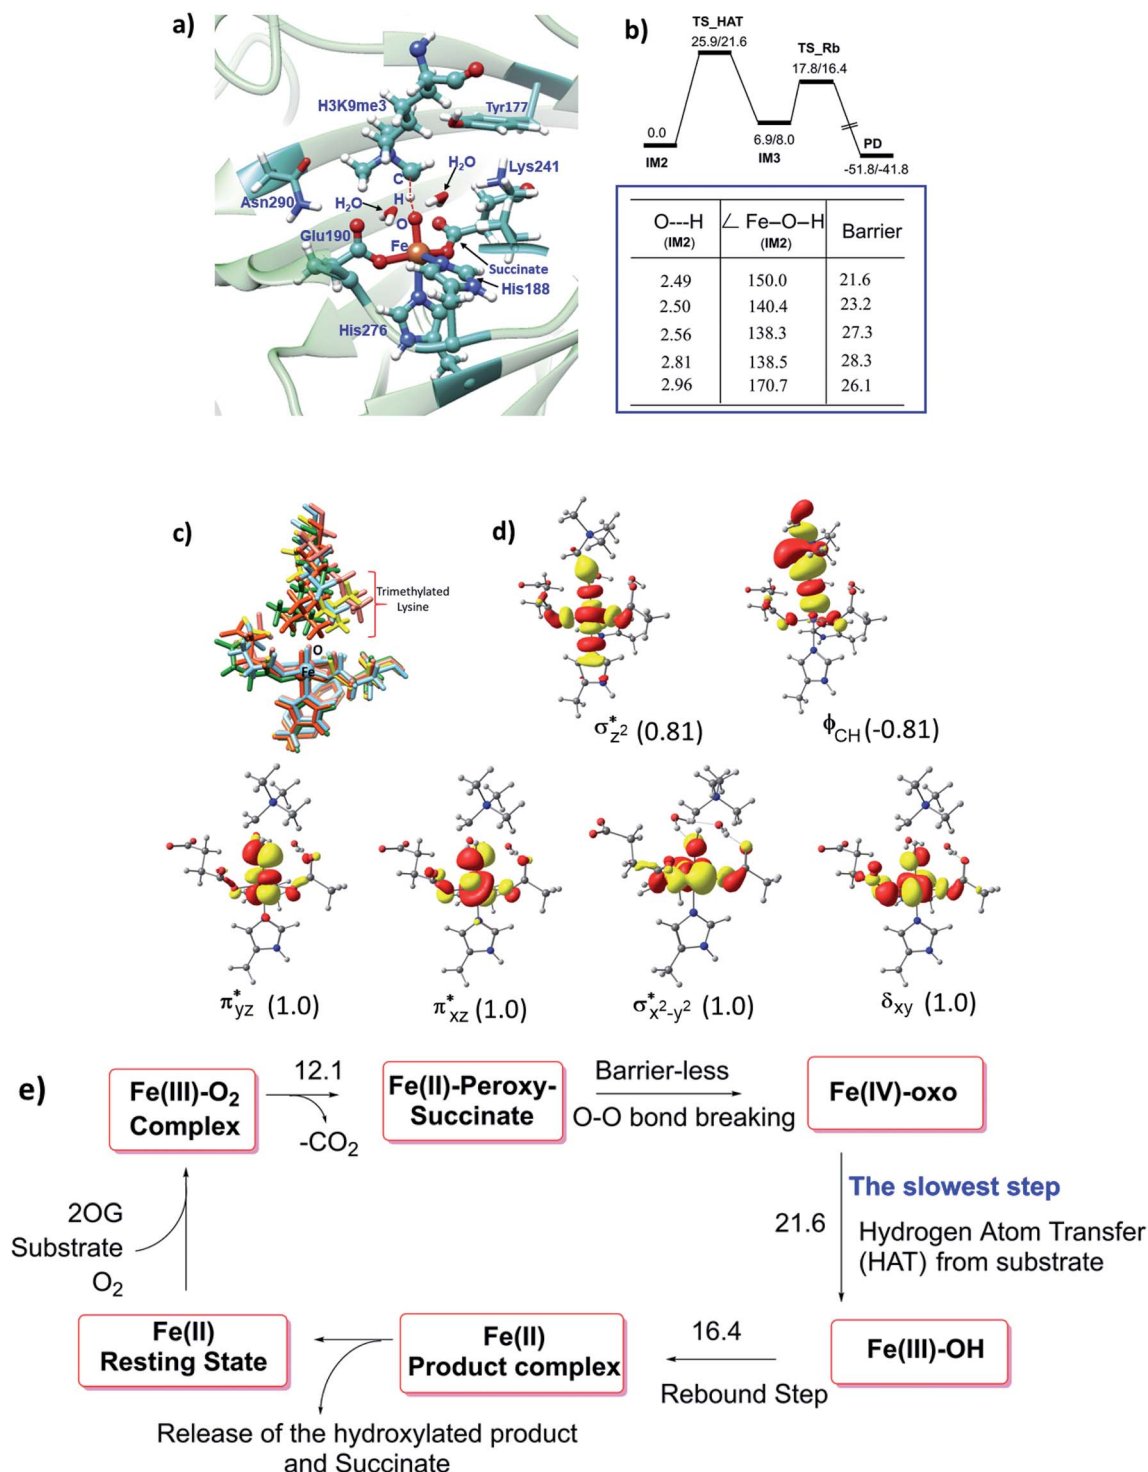 a)
H3K9me3
Tyr177
H₂O
Lys241
C
Asn290
H₂O
H
O
Glu190
Fe
Succinate
His188
His276
b)
TS_HAT
25.9/21.6
TS_Rb
17.8/16.4
0.0
IM2
6.9/8.0
IM3
PD
-51.8/-41.8
O---H ∠ Fe–O–H Barrier
(IM2) (IM2)
2.49 150.0 21.6
2.50 140.4 23.2
2.56 138.3 27.3
2.81 138.5 28.3
2.96 170.7 26.1
c)
Trimethylated
Lysine
O
Fe
d)
σ*z² (0.81)
ϕCH (-0.81)
π*yz (1.0)
π*xz (1.0)
σ*x²-y² (1.0)
δxy (1.0)
e)
Fe(III)-O₂
Complex
12.1
-CO₂
Fe(II)-Peroxy-
Succinate
Barrier-less
O-O bond breaking
Fe(IV)-oxo
The slowest step
21.6
Hydrogen Atom Transfer
(HAT) from substrate
2OG
Substrate
O₂
Fe(II)
Resting State
Fe(II)
Product complex
16.4
Rebound Step
Fe(III)-OH
Release of the hydroxylated product
and Succinate